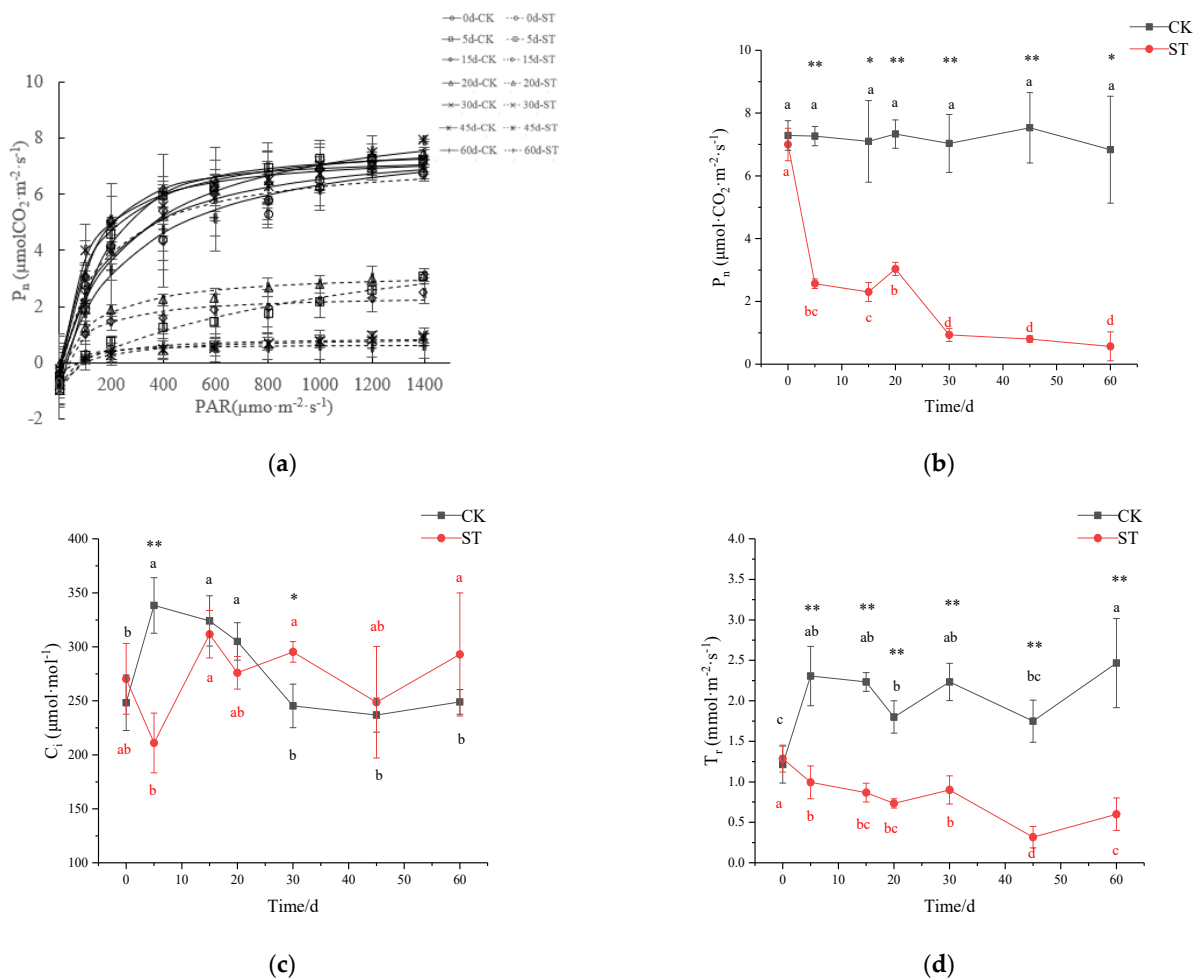 0d-CK 0d-ST
5d-CK 5d-ST
15d-CK 15d-ST
20d-CK 20d-ST
30d-CK 30d-ST
45d-CK 45d-ST
60d-CK 60d-ST
10
8
6
4
2
0
-2
200 400 600 800 1000 1200 1400
PAR(μmo·m-2·s-1)
Pn (μmolCO2·m-2·s-1)
(a)
CK
ST
10
8
6
4
2
0
** * ** ** ** *
a a a a a a a
a bc c b d d d
0 10 20 30 40 50 60
Time/d
Pn (μmol·CO2·m-2·s-1)
(b)
CK
ST
400
350
300
250
200
150
100
** *
b a a a a ab a
ab b a ab b b b
0 10 20 30 40 50 60
Time/d
Ci (μmol·mol-1)
(c)
CK
ST
4.0
3.5
3.0
2.5
2.0
1.5
1.0
0.5
0.0
** ** ** ** ** **
c ab ab b ab bc a
a b bc bc b d c
0 10 20 30 40 50 60
Time/d
Tr (mmol·m-2·s-1)
(d)